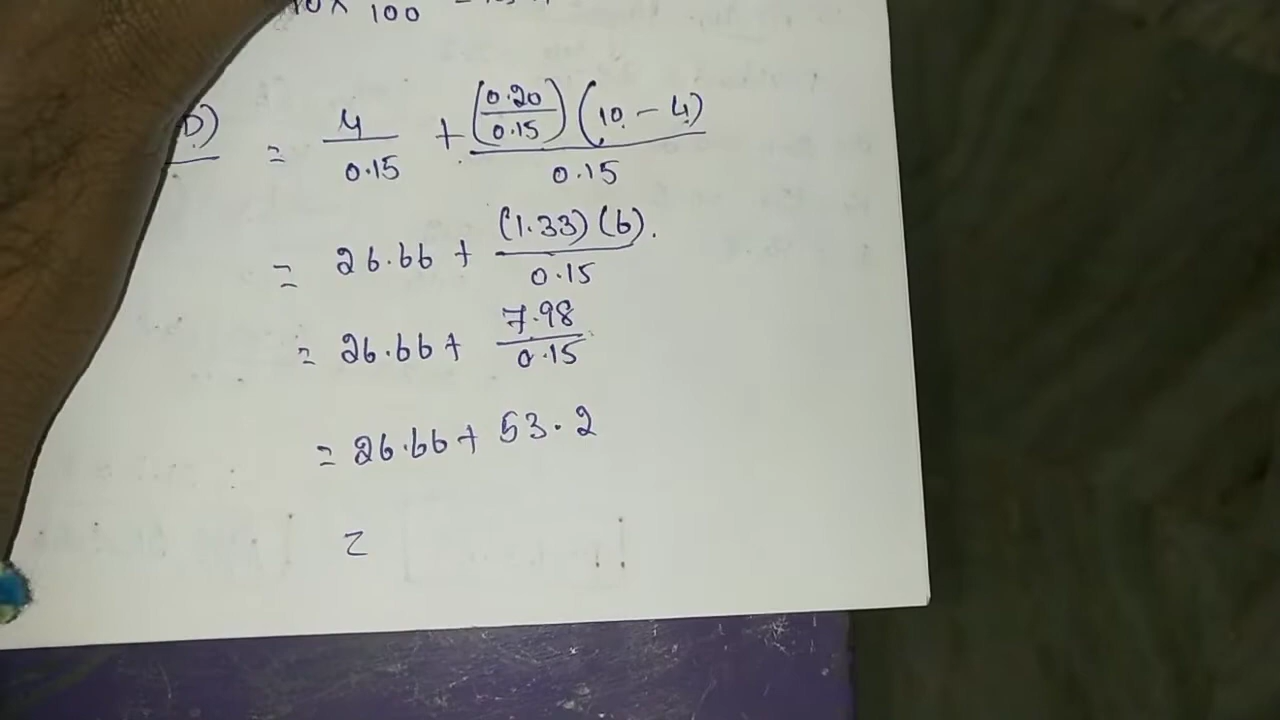 100
D) = 4/0.15 + (0.20/0.15)(10-4)/0.15
= 26.66 + (1.33)(6)./0.15
= 26.66 + 7.98/0.15
= 26.66 + 53.2
=